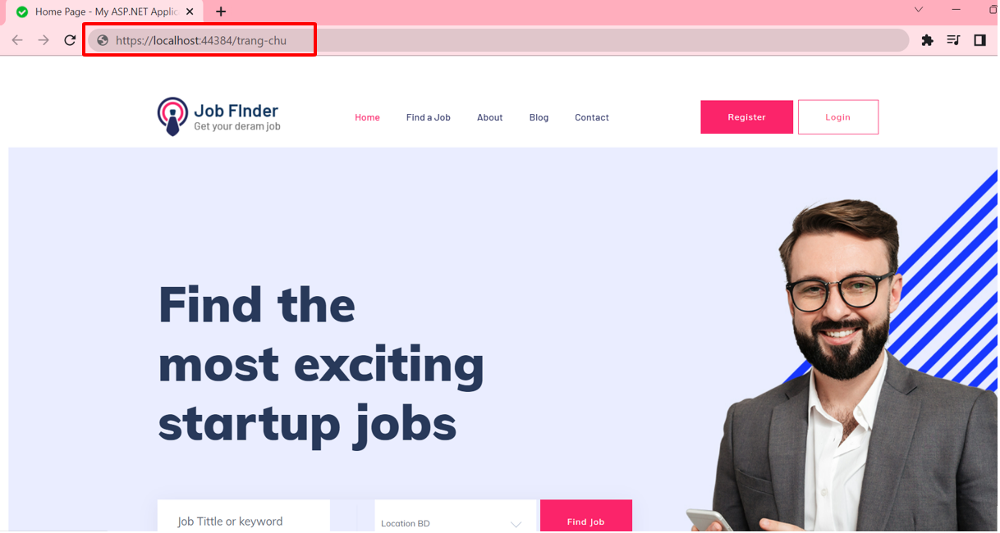 Home Page - My ASP.NET Applic
https://localhost:44384/trang-chu
Job FInder
Get your deram job
Home Find a Job About Blog Contact Register Login
Find the
most exciting
startup jobs
Job Tittle or keyword Location BD Find Job